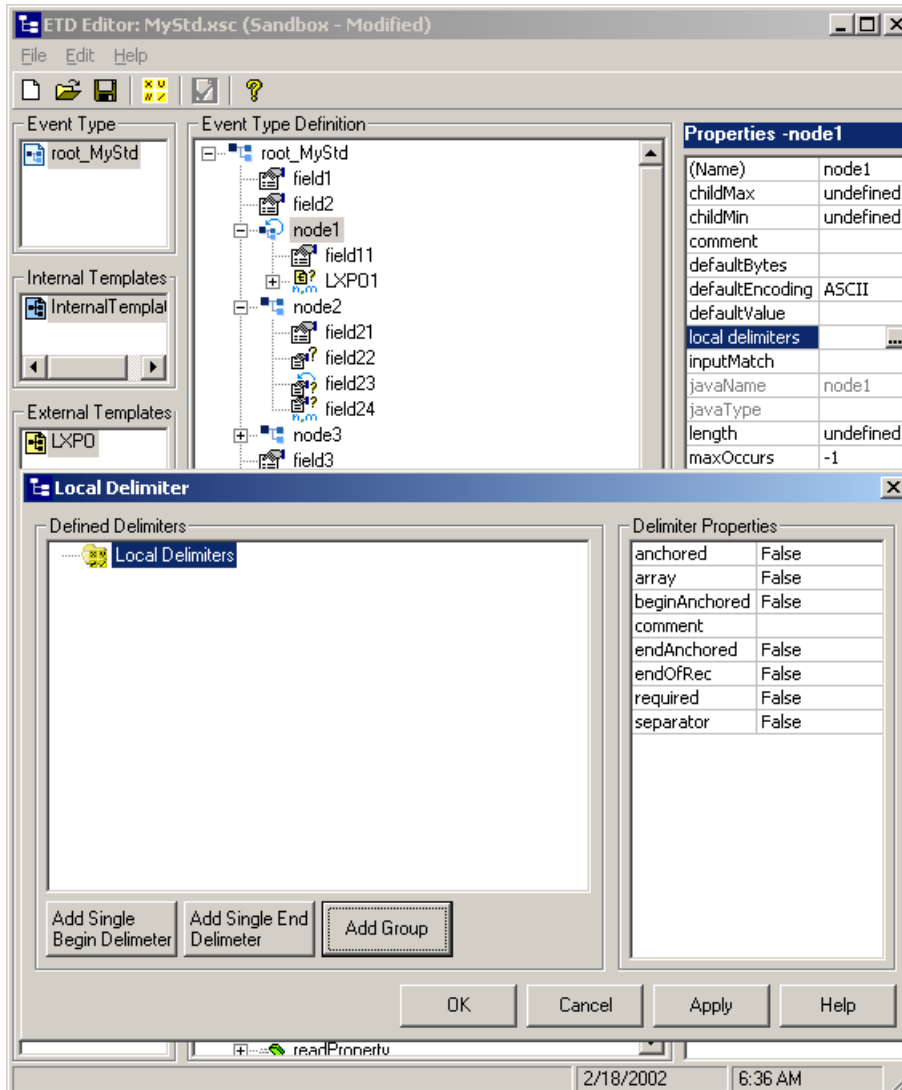 ETD Editor: MyStd.xsc (Sandbox - Modified)
File Edit Help
Event Type
root_MyStd
Internal Templates
InternalTemplat
External Templates
LXPO
Event Type Definition
root_MyStd
field1
field2
node1
field11
LXPO1
node2
field21
field22
field23
field24
node3
field3
Properties -node1
(Name) node1
childMax undefined
childMin undefined
comment
defaultBytes
defaultEncoding ASCII
defaultValue
local delimiters ...
inputMatch
javaName node1
javaType
length undefined
maxOccurs -1
Local Delimiter
Defined Delimiters
Local Delimiters
Add Single
Begin Delimeter
Add Single End
Delimeter
Add Group
Delimiter Properties
anchored False
array False
beginAnchored False
comment
endAnchored False
endOfRec False
required False
separator False
OK Cancel Apply Help
readProperty
2/18/2002 6:36 AM